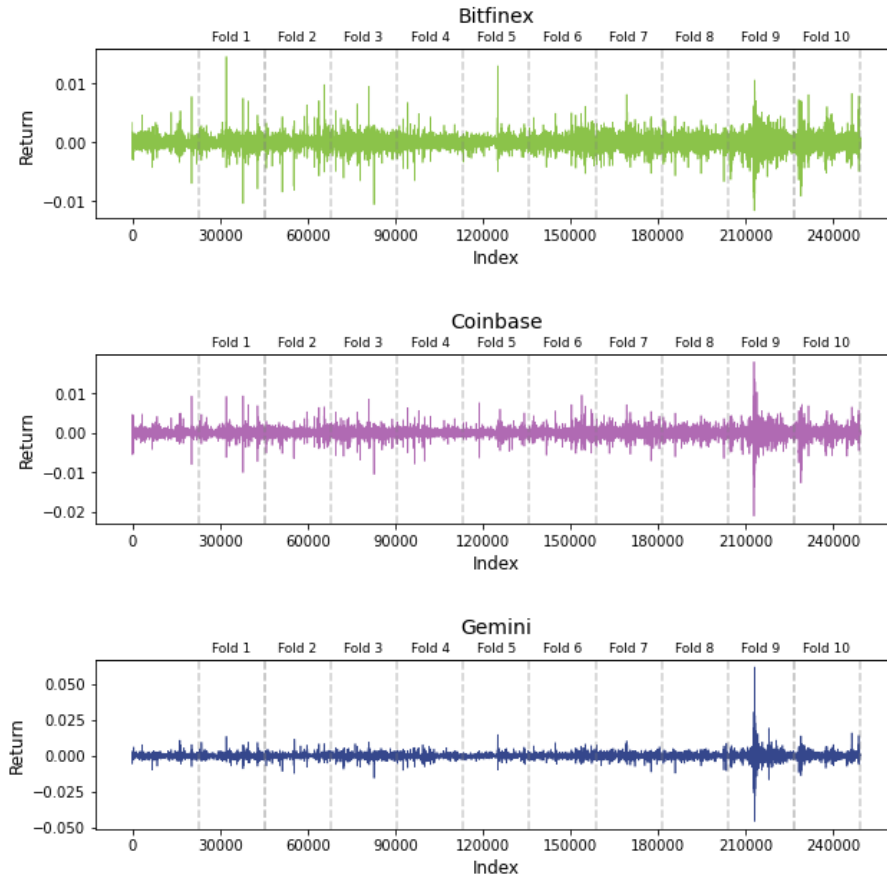 Bitfinex
Fold 1 Fold 2 Fold 3 Fold 4 Fold 5 Fold 6 Fold 7 Fold 8 Fold 9 Fold 10
0.01
0.00
−0.01
Return
0 30000 60000 90000 120000 150000 180000 210000 240000
Index
Coinbase
Fold 1 Fold 2 Fold 3 Fold 4 Fold 5 Fold 6 Fold 7 Fold 8 Fold 9 Fold 10
0.01
0.00
−0.01
−0.02
Return
0 30000 60000 90000 120000 150000 180000 210000 240000
Index
Gemini
Fold 1 Fold 2 Fold 3 Fold 4 Fold 5 Fold 6 Fold 7 Fold 8 Fold 9 Fold 10
0.050
0.025
0.000
−0.025
−0.050
Return
0 30000 60000 90000 120000 150000 180000 210000 240000
Index